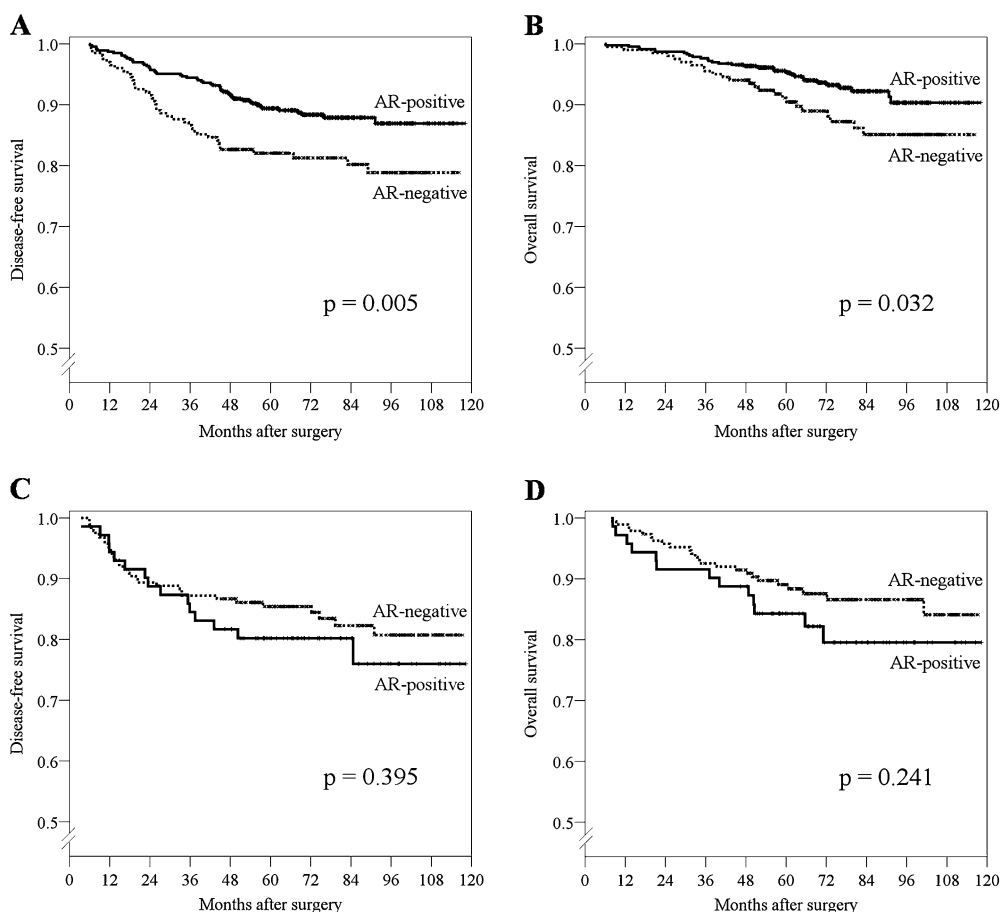 A
Disease-free survival
1.0
0.9
0.8
0.7
0.6
0.5
AR-positive
AR-negative
p = 0.005
0 12 24 36 48 60 72 84 96 108 120
Months after surgery
B
Overall survival
1.0
0.9
0.8
0.7
0.6
0.5
AR-positive
AR-negative
p = 0.032
0 12 24 36 48 60 72 84 96 108 120
Months after surgery
C
Disease-free survival
1.0
0.9
0.8
0.7
0.6
0.5
AR-negative
AR-positive
p = 0.395
0 12 24 36 48 60 72 84 96 108 120
Months after surgery
D
Overall survival
1.0
0.9
0.8
0.7
0.6
0.5
AR-negative
AR-positive
p = 0.241
0 12 24 36 48 60 72 84 96 108 120
Months after surgery